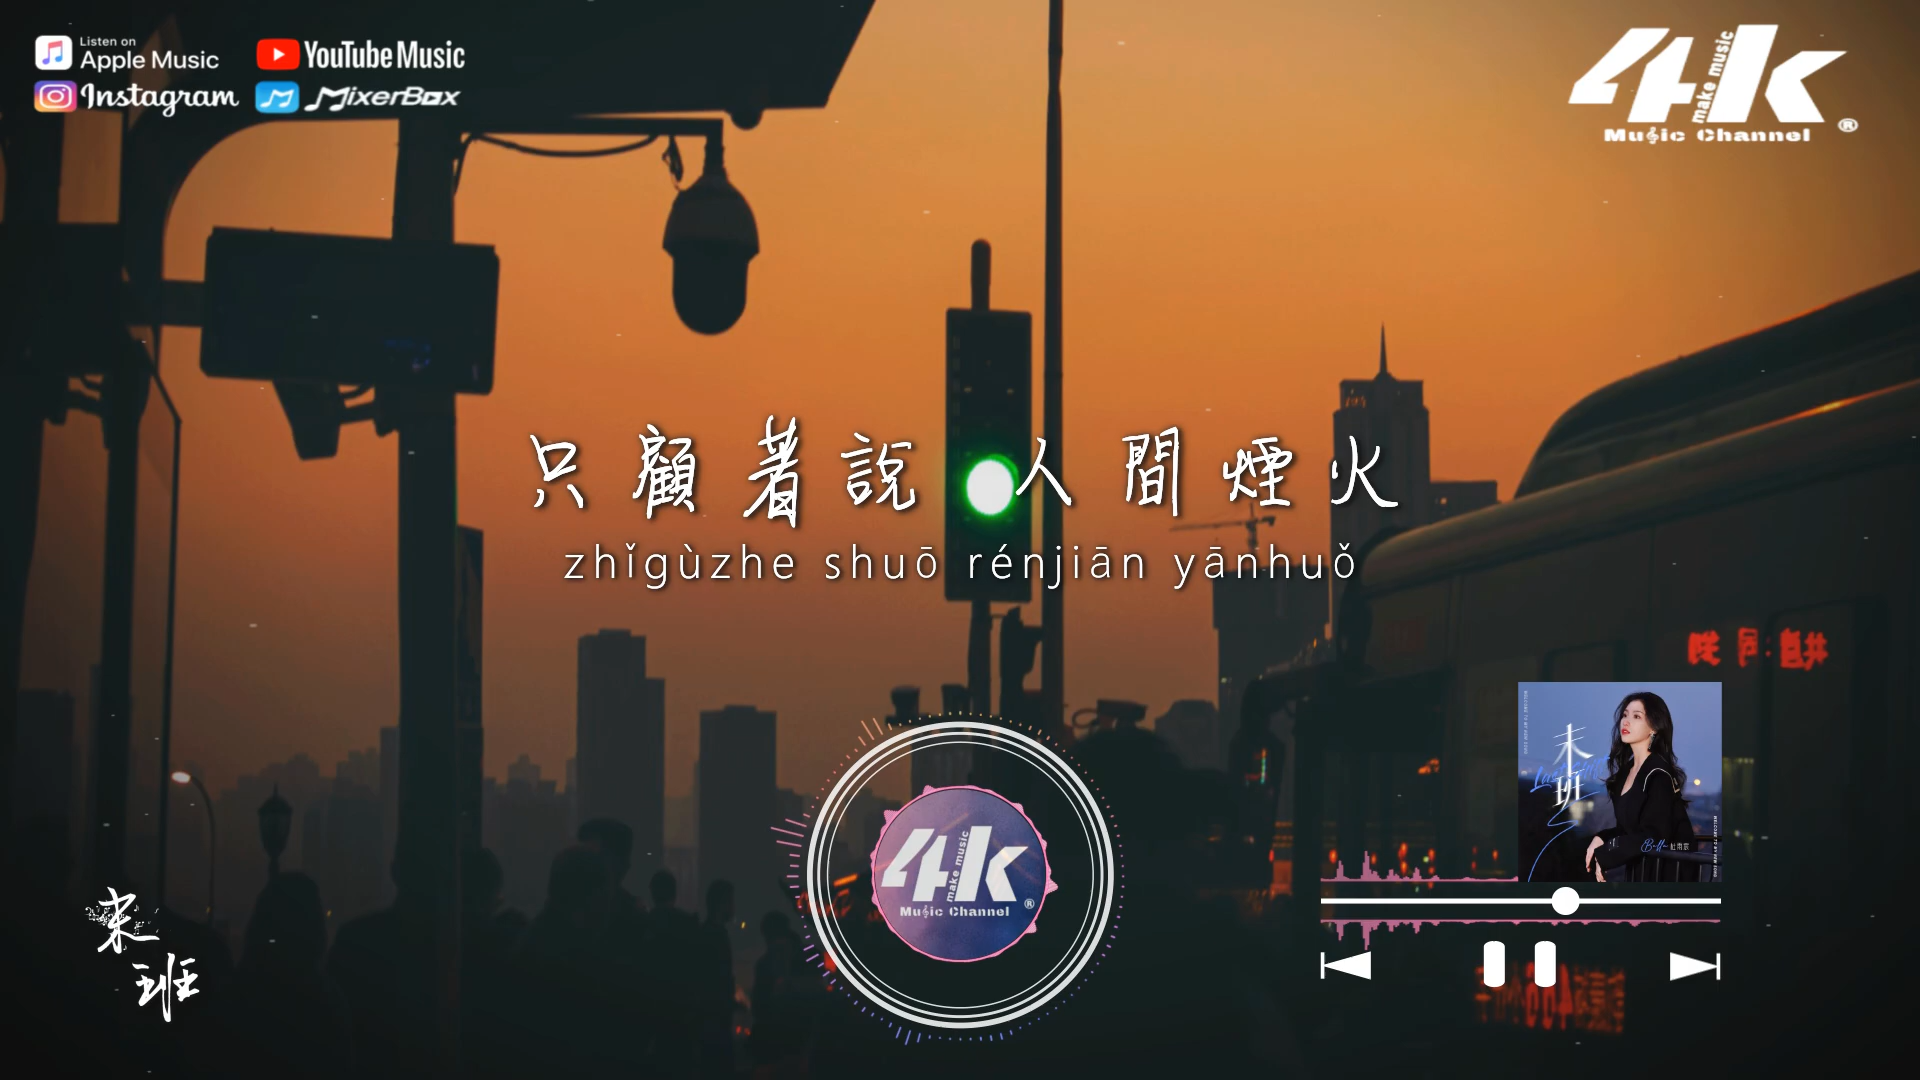 Listen on
Apple Music
YouTube Music
Instagram
MixerBox
4k
make music
Music Channel
®
只顧著說 人間煙火
zhǐgùzhe shuō rénjiān yānhuǒ
末班
4k
make music
Music Channel
®
末班